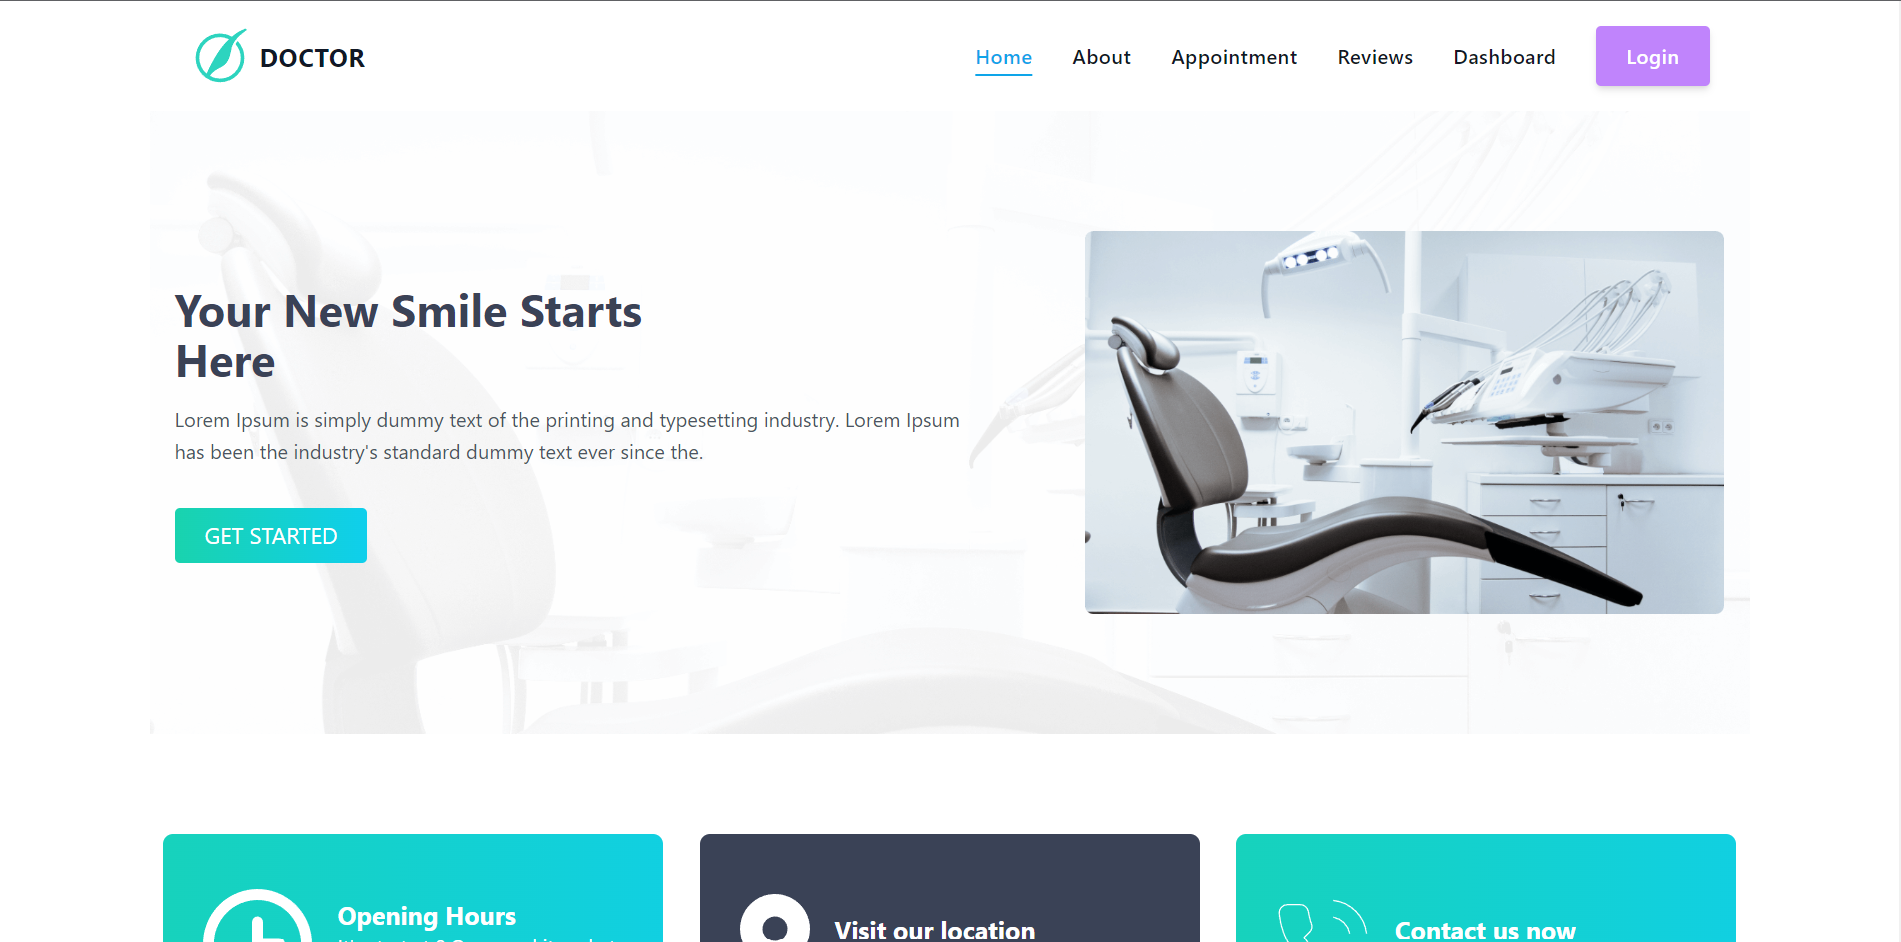 DOCTOR
Home About Appointment Reviews Dashboard Login
Your New Smile Starts
Here
Lorem Ipsum is simply dummy text of the printing and typesetting industry. Lorem Ipsum
has been the industry's standard dummy text ever since the.
GET STARTED
Opening Hours
Visit our location
Contact us now